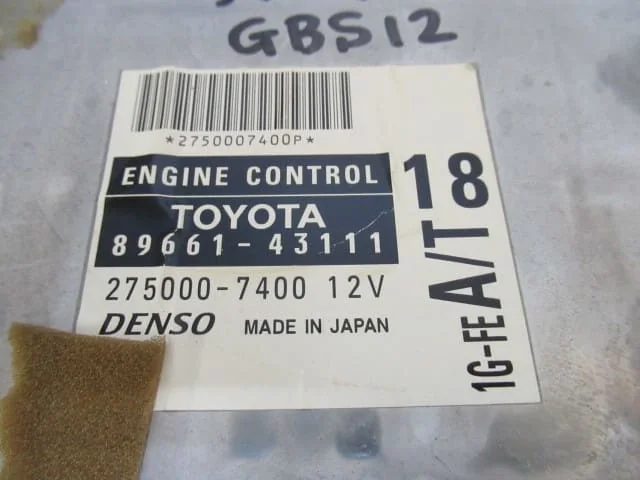 GBS12
*2750007400P*
ENGINE CONTROL
TOYOTA
89661-43111
275000-7400 12V
DENSO MADE IN JAPAN
18
1G-FE A/T